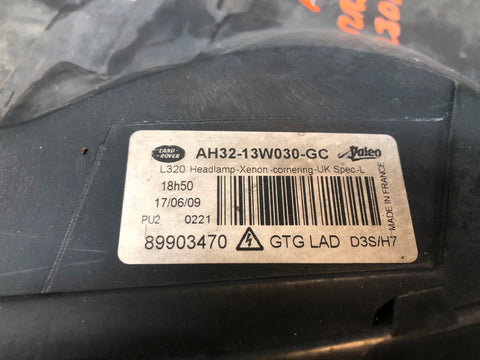 LAND
ROVER
AH32-13W030-GC Valeo
L320 Headlamp-Xenon-cornering-UK Spec-L
18h50
17/06/09
PU2 0221
MADE IN FRANCE
89903470 GTG LAD D3S/H7